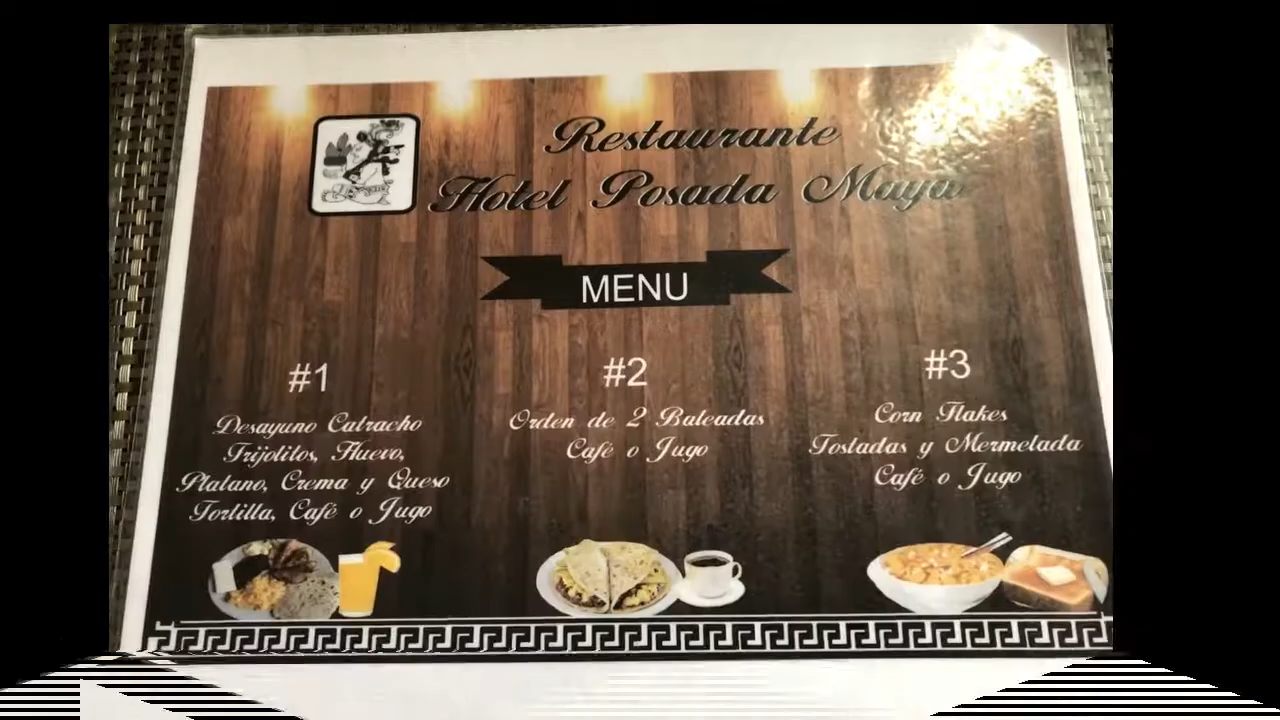 Restaurante
Hotel Posada Maya
MENU
#1
Desayuno Catracho
Frijolitos, Huevo,
Platano, Crema y Queso
Tortilla, Café o Jugo
#2
Orden de 2 Baleadas
Café o Jugo
#3
Corn Flakes
Tostadas y Mermelada
Café o Jugo